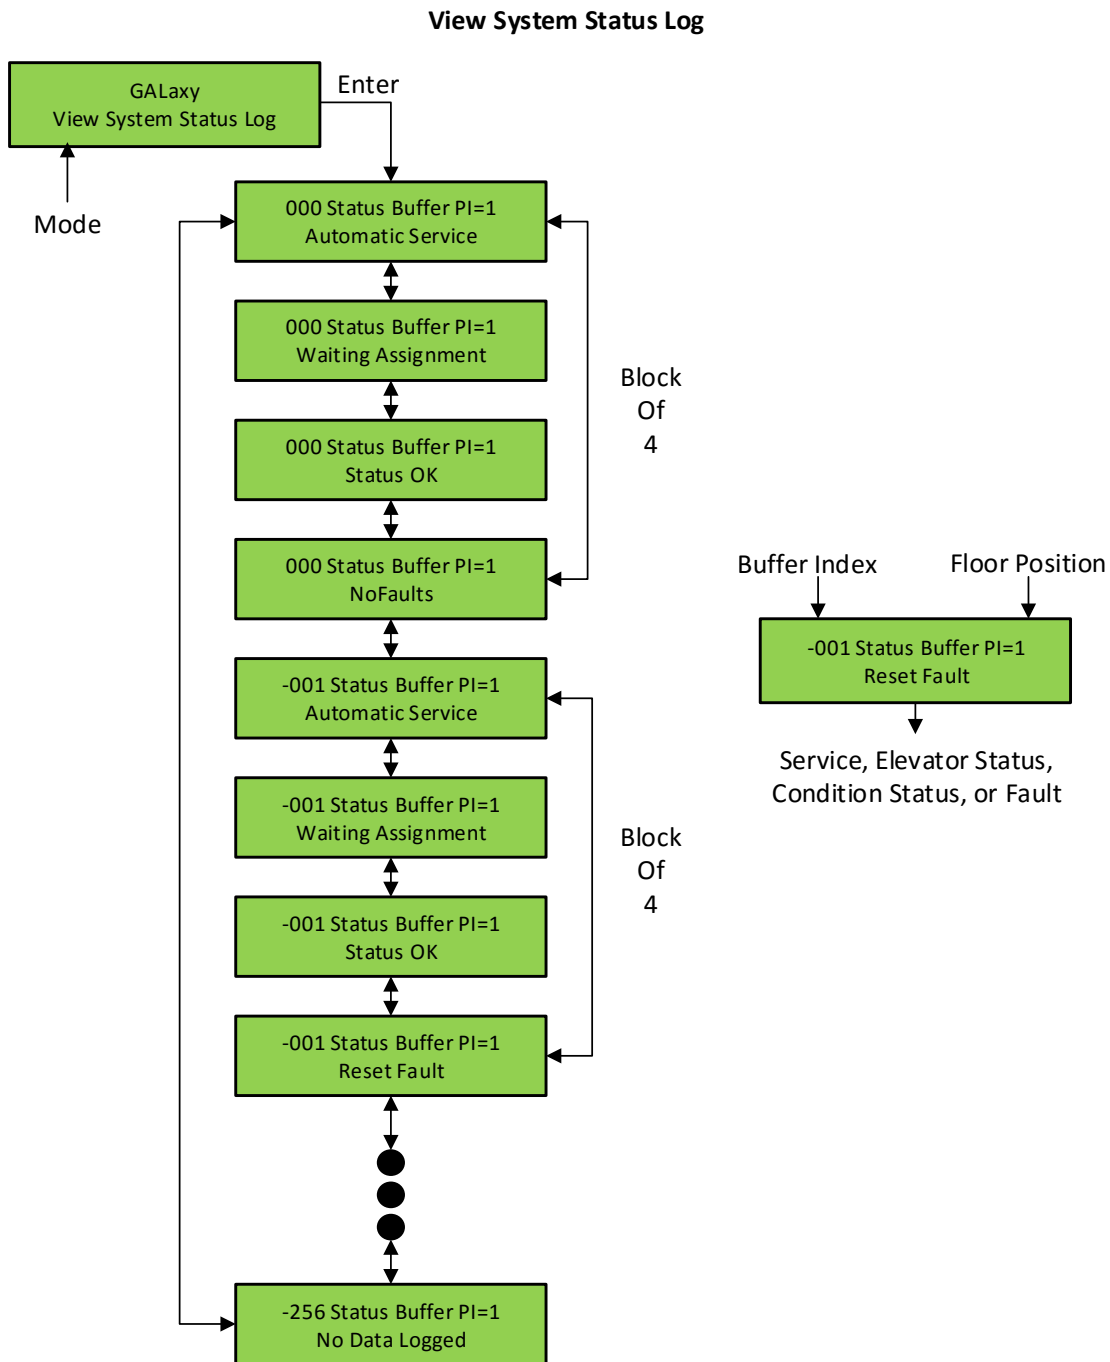 View System Status Log
GALaxy
View System Status Log
Enter
Mode
000 Status Buffer PI=1
Automatic Service
000 Status Buffer PI=1
Waiting Assignment
000 Status Buffer PI=1
Status OK
000 Status Buffer PI=1
NoFaults
Block
Of
4
-001 Status Buffer PI=1
Automatic Service
-001 Status Buffer PI=1
Waiting Assignment
-001 Status Buffer PI=1
Status OK
-001 Status Buffer PI=1
Reset Fault
Block
Of
4
-256 Status Buffer PI=1
No Data Logged
Buffer Index
Floor Position
-001 Status Buffer PI=1
Reset Fault
Service, Elevator Status,
Condition Status, or Fault